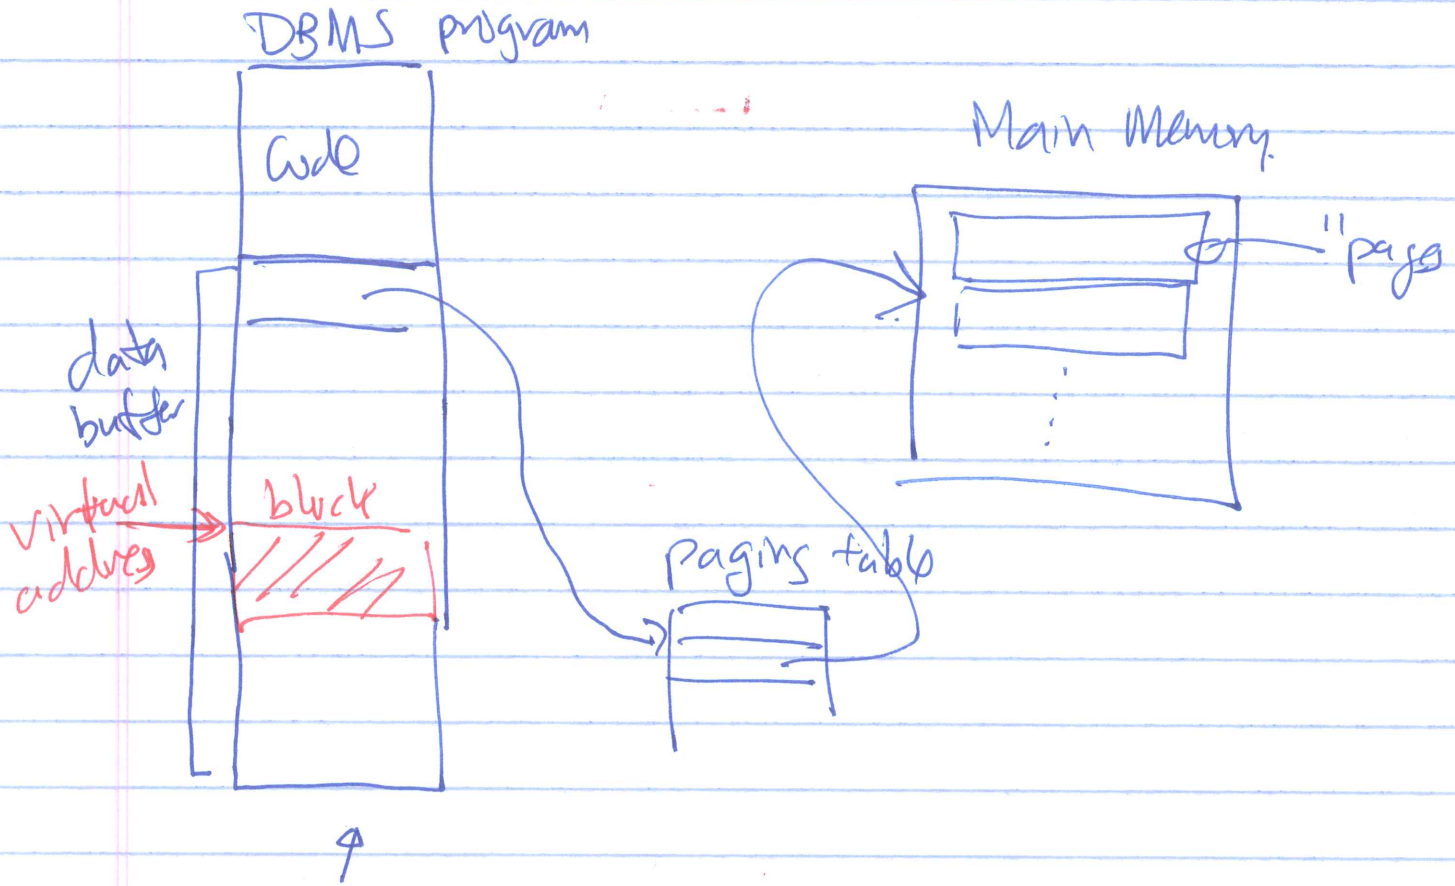 DBMS program
Code
Main Memory.
"page
data
buffer
virtual
address
block
paging table